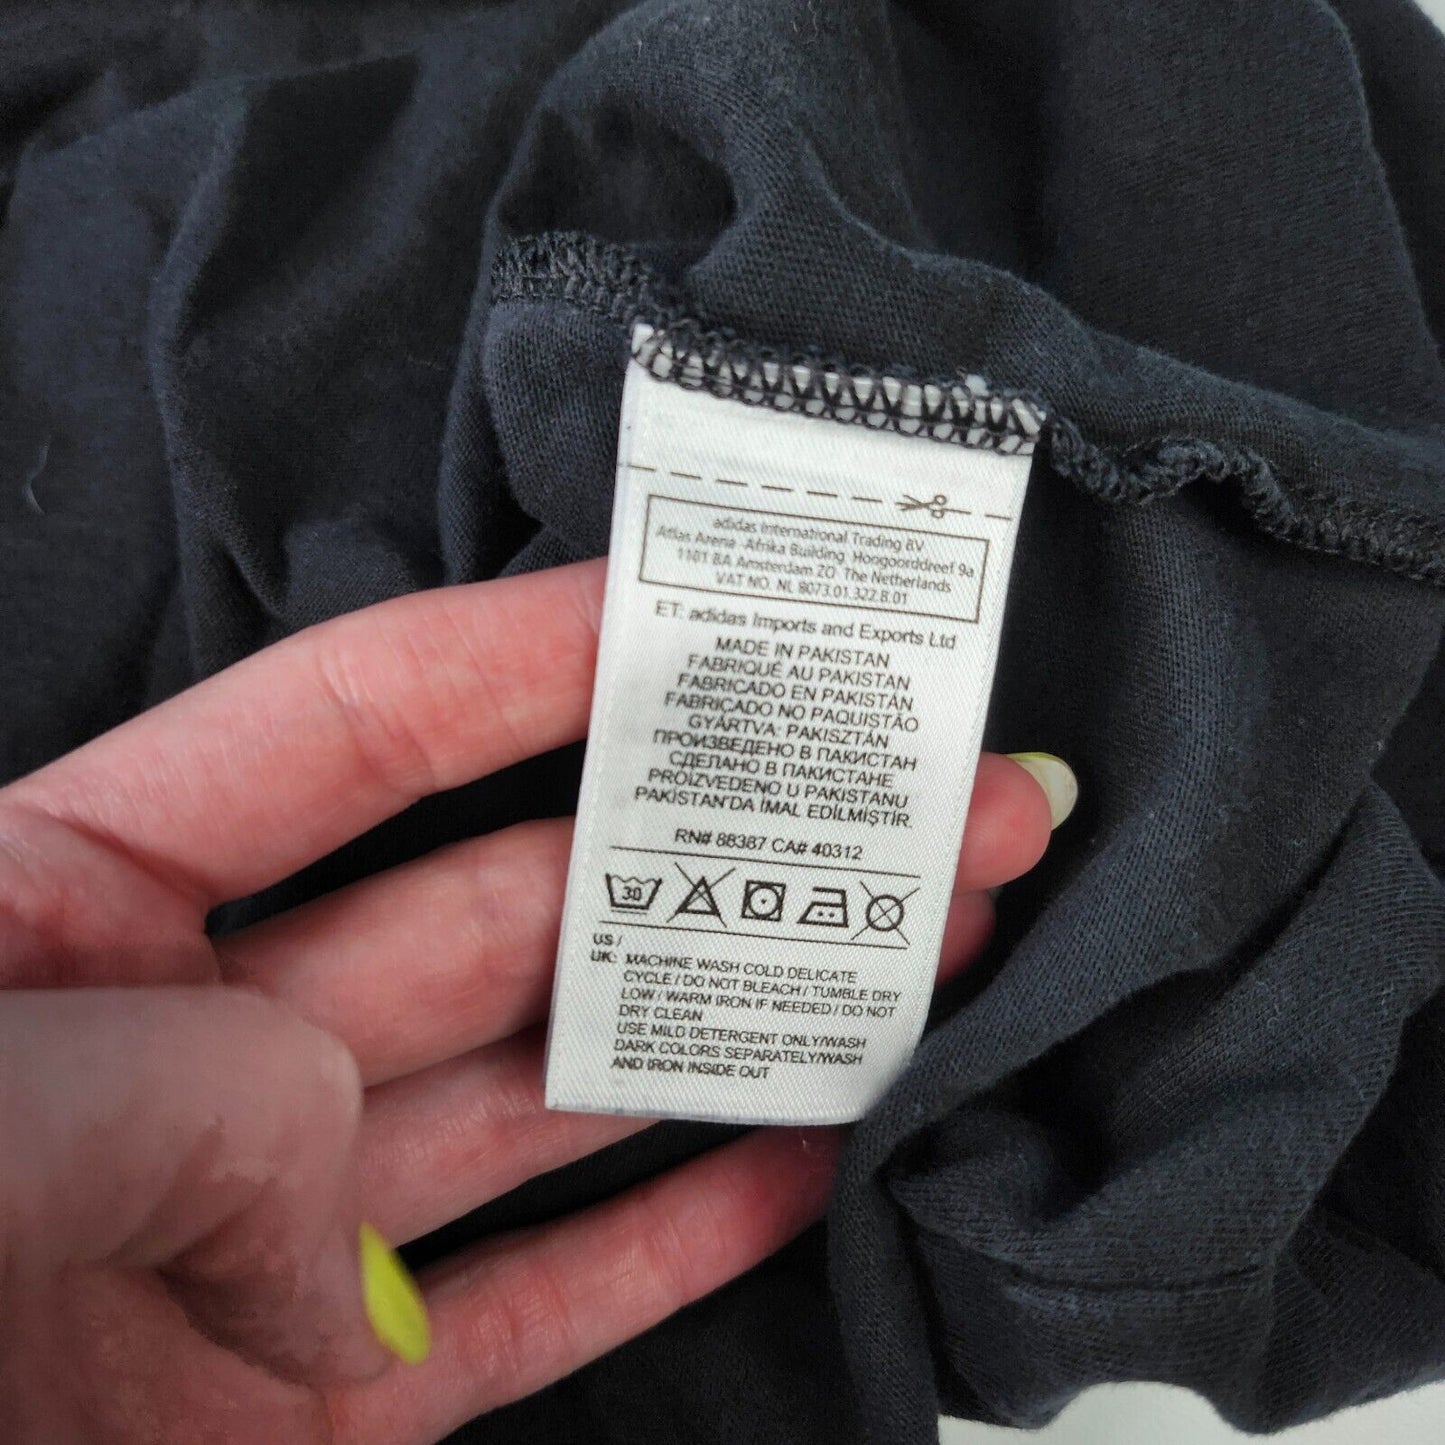 adidas International Trading BV
Atlas Arena -Afrika Building Hoogoorddreef 9a
1101 BA Amsterdam ZO The Netherlands
VAT NO. NL 8073.01.322.B.01
ET: adidas Imports and Exports Ltd
MADE IN PAKISTAN
FABRIQUÉ AU PAKISTAN
FABRICADO EN PAKISTÁN
FABRICADO NO PAQUISTÃO
GYÁRTVA: PAKISZTÁN
ПРОИЗВЕДЕНО В ПАКИСТАН
СДЕЛАНО В ПАКИСТАНЕ
PROIZVEDENO U PAKISTANU
PAKİSTAN'DA İMAL EDİLMİŞTİR.
RN# 88387 CA# 40312
30
US /
UK: MACHINE WASH COLD DELICATE
CYCLE / DO NOT BLEACH / TUMBLE DRY
LOW / WARM IRON IF NEEDED / DO NOT
DRY CLEAN
USE MILD DETERGENT ONLY/WASH
DARK COLORS SEPARATELY/WASH
AND IRON INSIDE OUT